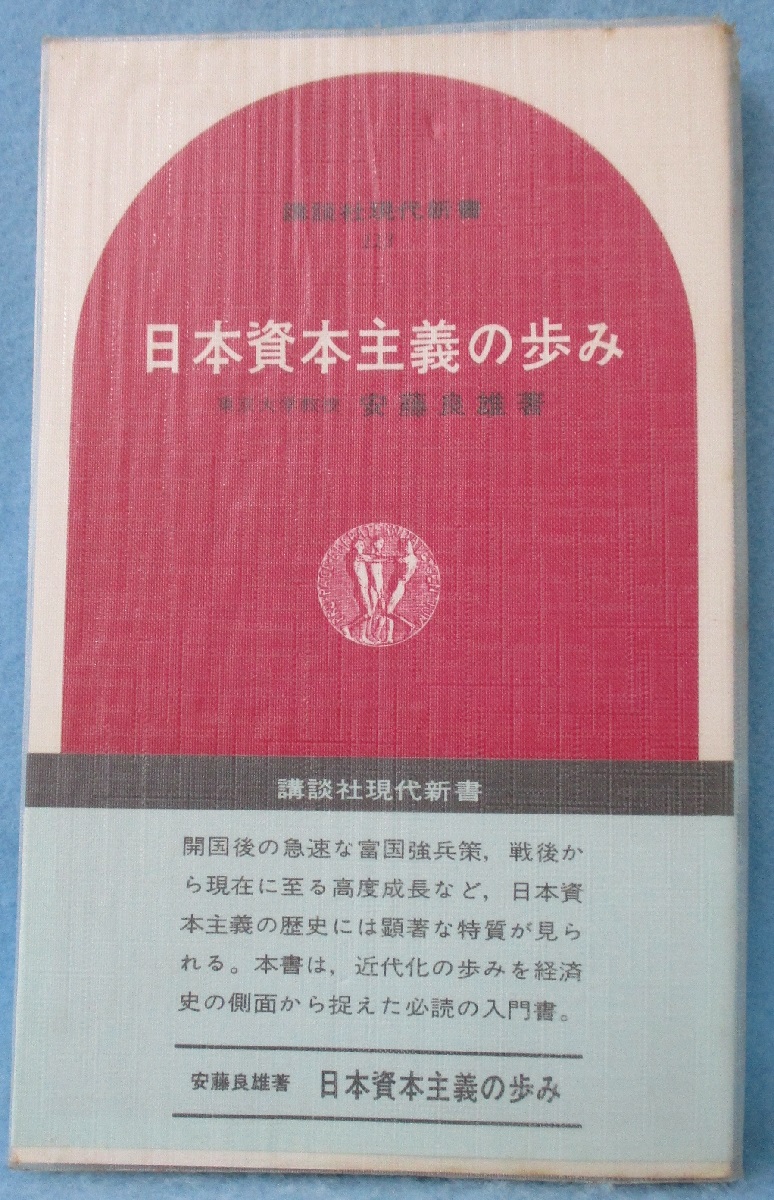 講談社現代新書
日本資本主義の歩み
東京大学教授 安藤良雄著
講談社現代新書
開国後の急速な富国強兵策，戦後か
ら現在に至る高度成長など，日本資
本主義の歴史には顕著な特質が見ら
れる。本書は，近代化の歩みを経済
史の側面から捉えた必読の入門書。
安藤良雄著 日本資本主義の歩み